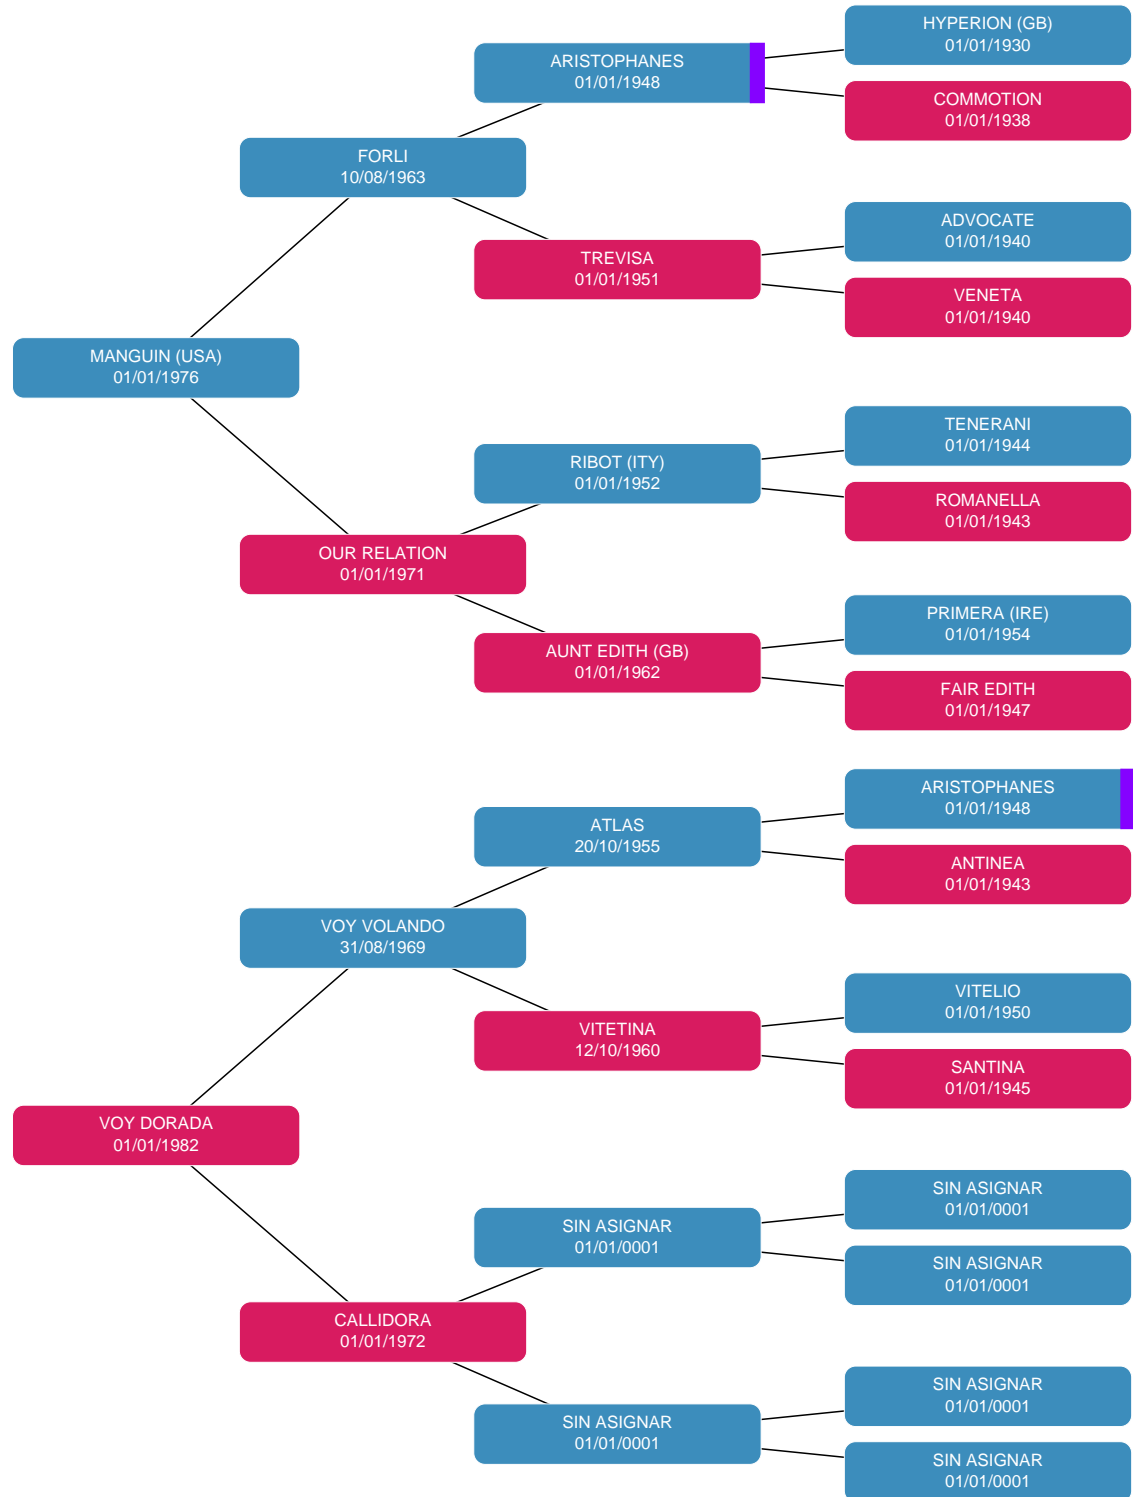 HYPERION (GB)
01/01/1930
ARISTOPHANES
01/01/1948
COMMOTION
01/01/1938
FORLI
10/08/1963
ADVOCATE
01/01/1940
TREVISA
01/01/1951
VENETA
01/01/1940
MANGUIN (USA)
01/01/1976
TENERANI
01/01/1944
RIBOT (ITY)
01/01/1952
ROMANELLA
01/01/1943
OUR RELATION
01/01/1971
PRIMERA (IRE)
01/01/1954
AUNT EDITH (GB)
01/01/1962
FAIR EDITH
01/01/1947
ARISTOPHANES
01/01/1948
ATLAS
20/10/1955
ANTINEA
01/01/1943
VOY VOLANDO
31/08/1969
VITELIO
01/01/1950
VITETINA
12/10/1960
SANTINA
01/01/1945
VOY DORADA
01/01/1982
SIN ASIGNAR
01/01/0001
SIN ASIGNAR
01/01/0001
SIN ASIGNAR
01/01/0001
CALLIDORA
01/01/1972
SIN ASIGNAR
01/01/0001
SIN ASIGNAR
01/01/0001
SIN ASIGNAR
01/01/0001